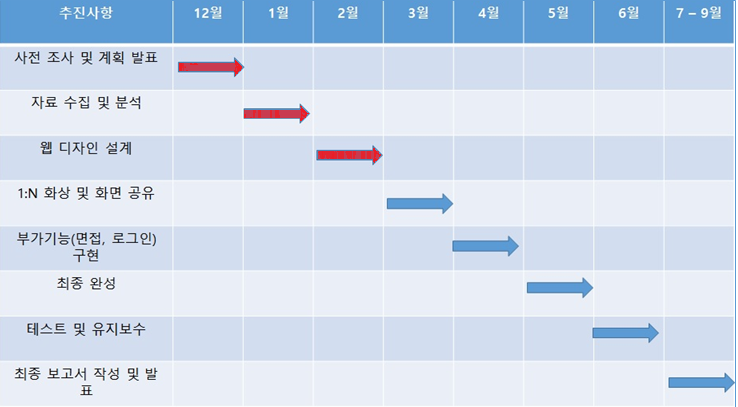 추진사항 12월 1월 2월 3월 4월 5월 6월 7 – 9월
사전 조사 및 계획 발표
자료 수집 및 분석
웹 디자인 설계
1:N 화상 및 화면 공유
부가기능(면접, 로그인)
구현
최종 완성
테스트 및 유지보수
최종 보고서 작성 및 발
표